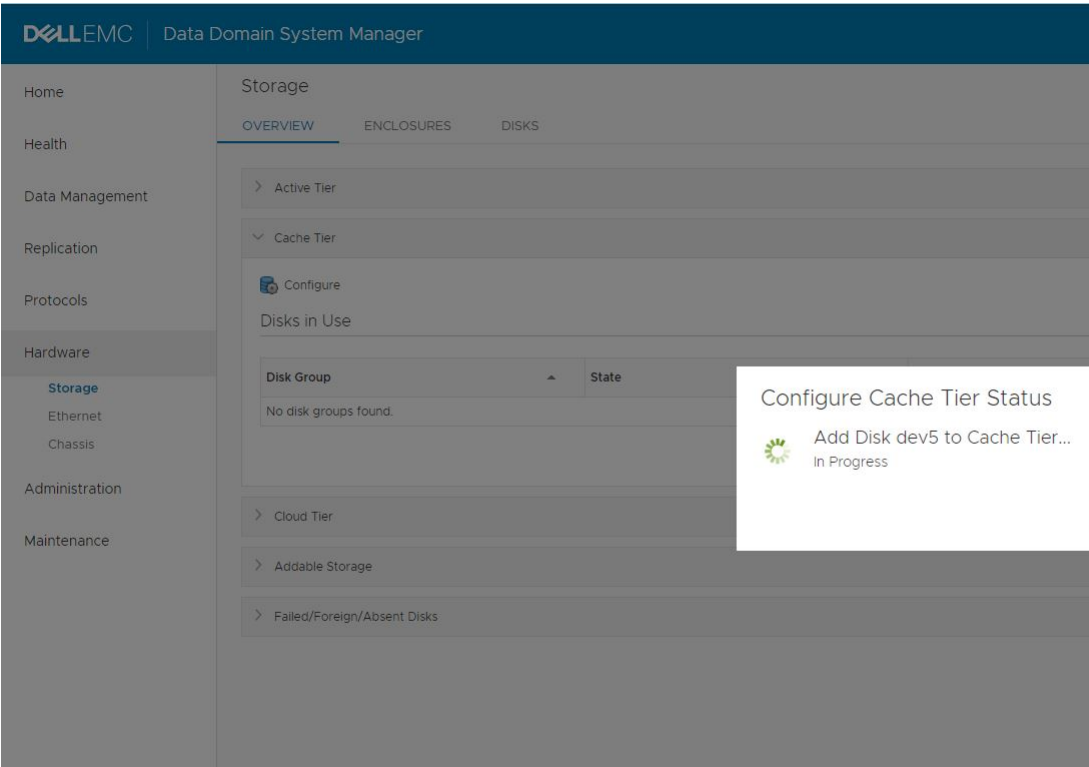 DELLEMC Data Domain System Manager
Home
Health
Data Management
Replication
Protocols
Hardware
Storage
Ethernet
Chassis
Administration
Maintenance
Storage
OVERVIEW ENCLOSURES DISKS
Active Tier
Cache Tier
Configure
Disks in Use
Disk Group State
No disk groups found.
Cloud Tier
Addable Storage
Failed/Foreign/Absent Disks
Configure Cache Tier Status
Add Disk dev5 to Cache Tier...
In Progress